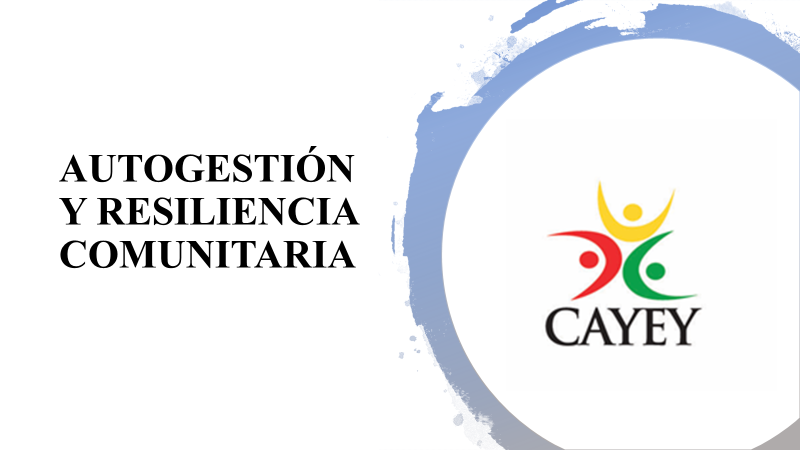 AUTOGESTIÓN
Y RESILIENCIA
COMUNITARIA
CAYEY